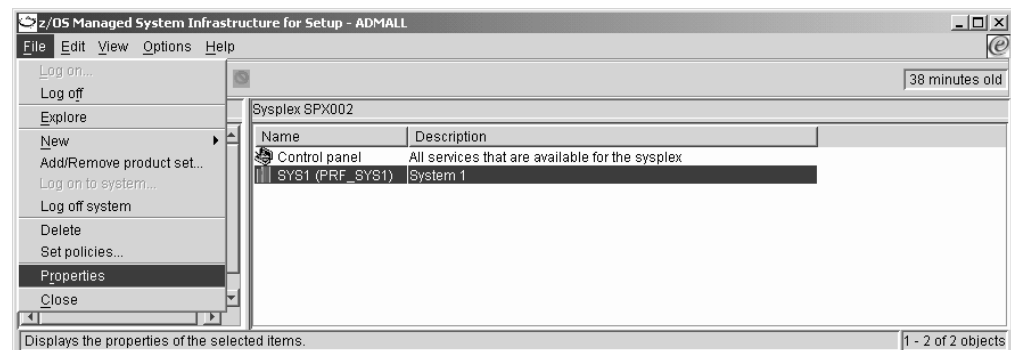 z/OS Managed System Infrastructure for Setup - ADMALL
File Edit View Options Help
Log on...
Log off
Explore
New
Add/Remove product set...
Log on to system...
Log off system
Delete
Set policies...
Properties
Close
38 minutes old
Sysplex SPX002
Name Description
Control panel All services that are available for the sysplex
SYS1 (PRF_SYS1) System 1
Displays the properties of the selected items.
1 - 2 of 2 objects